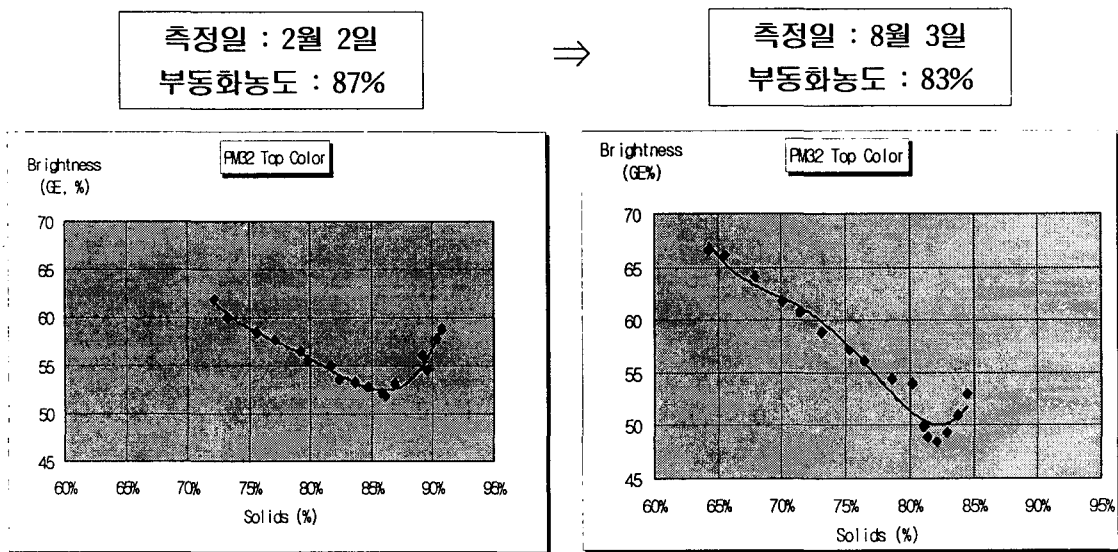 측정일 : 2월 2일
부동화농도 : 87%
⇒
측정일 : 8월 3일
부동화농도 : 83%
PM32 Top Color
Brightness
(GE, %)
70
65
60
55
50
45
60% 65% 70% 75% 80% 85% 90% 95%
Solids (%)
PM32 Top Color
Brightness
(GE%)
70
65
60
55
50
45
60% 65% 70% 75% 80% 85% 90% 95%
Solids (%)